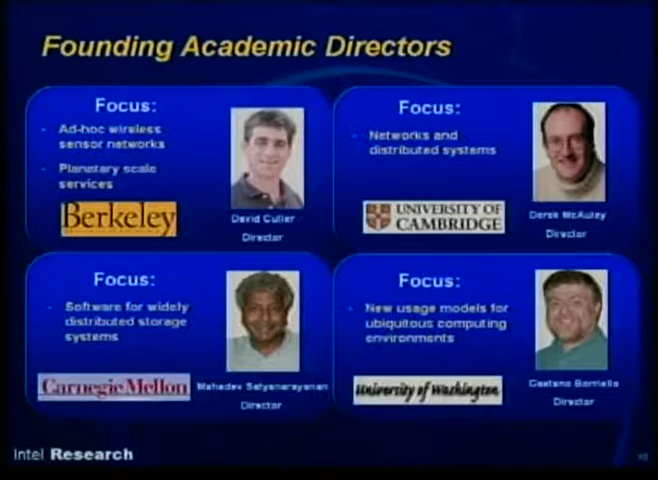 Founding Academic Directors
Focus:
- Ad-hoc wireless
sensor networks
- Planetary scale
services
Berkeley
David Culler
Director
Focus:
- Networks and
distributed systems
UNIVERSITY OF
CAMBRIDGE
Derek McAuley
Director
Focus:
- Software for widely
distributed storage
systems
Carnegie Mellon
Mahadev Satyanarayanan
Director
Focus:
- New usage models for
ubiquitous computing
environments
University of Washington
Gaetano Borriello
Director
intel Research